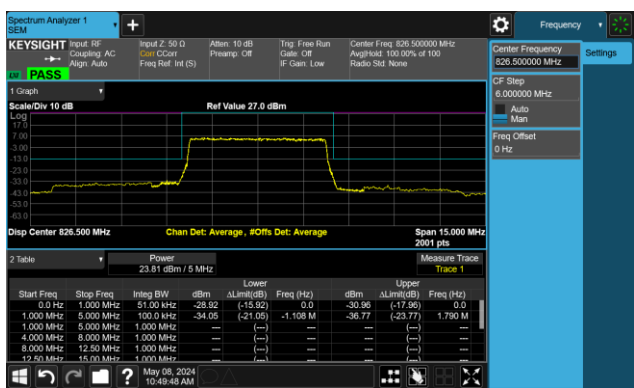 Spectrum Analyzer 1
SEM
Frequency
KEYSIGHT
Input: RF
Coupling: AC
Align: Auto
Input Z: 50 Ω
Corr CCorr
Freq Ref: Int (S)
Atten: 10 dB
Preamp: Off
Trig: Free Run
Gate: Off
IF Gain: Low
Center Freq: 826.500000 MHz
Avg|Hold: 100.00% of 100
Radio Std: None
PASS
1 Graph
Scale/Div 10 dB
Ref Value 27.0 dBm
Log
17.0
7.00
-3.00
-13.0
-23.0
-33.0
-43.0
-53.0
-63.0
Disp Center 826.500 MHz
Chan Det: Average, #Offs Det: Average
Span 15.000 MHz
2001 pts
2 Table
Power
23.81 dBm / 5 MHz
Measure Trace
Trace 1
Lower Upper
Start Freq Stop Freq Integ BW dBm ΔLimit(dB) Freq (Hz) dBm ΔLimit(dB) Freq (Hz)
0.0 Hz 1.000 MHz 51.00 kHz -28.92 (-15.92) 0.0 -30.96 (-17.96) 0.0
1.000 MHz 5.000 MHz 100.0 kHz -34.05 (-21.05) -1.108 M -36.77 (-23.77) 1.790 M
1.000 MHz 5.000 MHz 1.000 MHz --- (---) --- --- (---) ---
4.000 MHz 8.000 MHz 1.000 MHz --- (---) --- --- (---) ---
8.000 MHz 12.50 MHz 1.000 MHz --- (---) --- --- (---) ---
12.50 MHz 15.00 MHz 1.000 MHz --- (---) --- --- (---) ---
May 08, 2024
10:49:48 AM
Center Frequency
826.500000 MHz
Settings
CF Step
6.000000 MHz
Auto
Man
Freq Offset
0 Hz